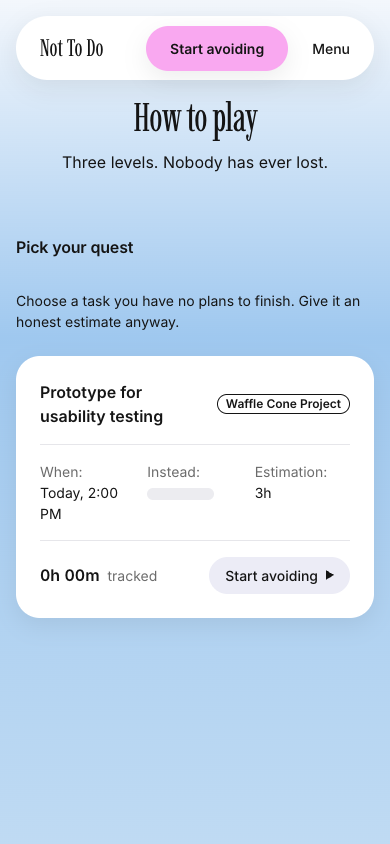 Not To Do
Start avoiding
Menu
How to play
Three levels. Nobody has ever lost.
Pick your quest
Choose a task you have no plans to finish. Give it an
honest estimate anyway.
Prototype for
usability testing
Waffle Cone Project
When:
Today, 2:00
PM
Instead:
Estimation:
3h
0h 00m tracked
Start avoiding